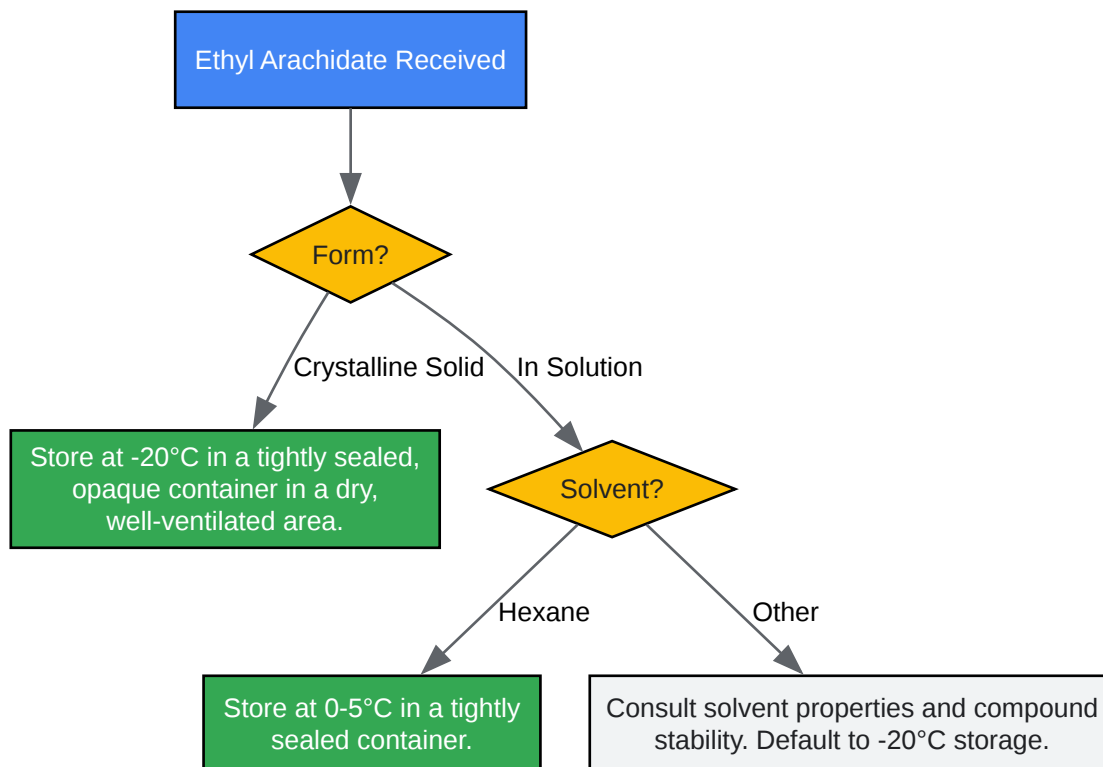 Ethyl Arachidate Received
Form?
Crystalline Solid
In Solution
Store at -20°C in a tightly sealed,
opaque container in a dry,
well-ventilated area.
Solvent?
Hexane
Other
Store at 0-5°C in a tightly
sealed container.
Consult solvent properties and compound
stability. Default to -20°C storage.